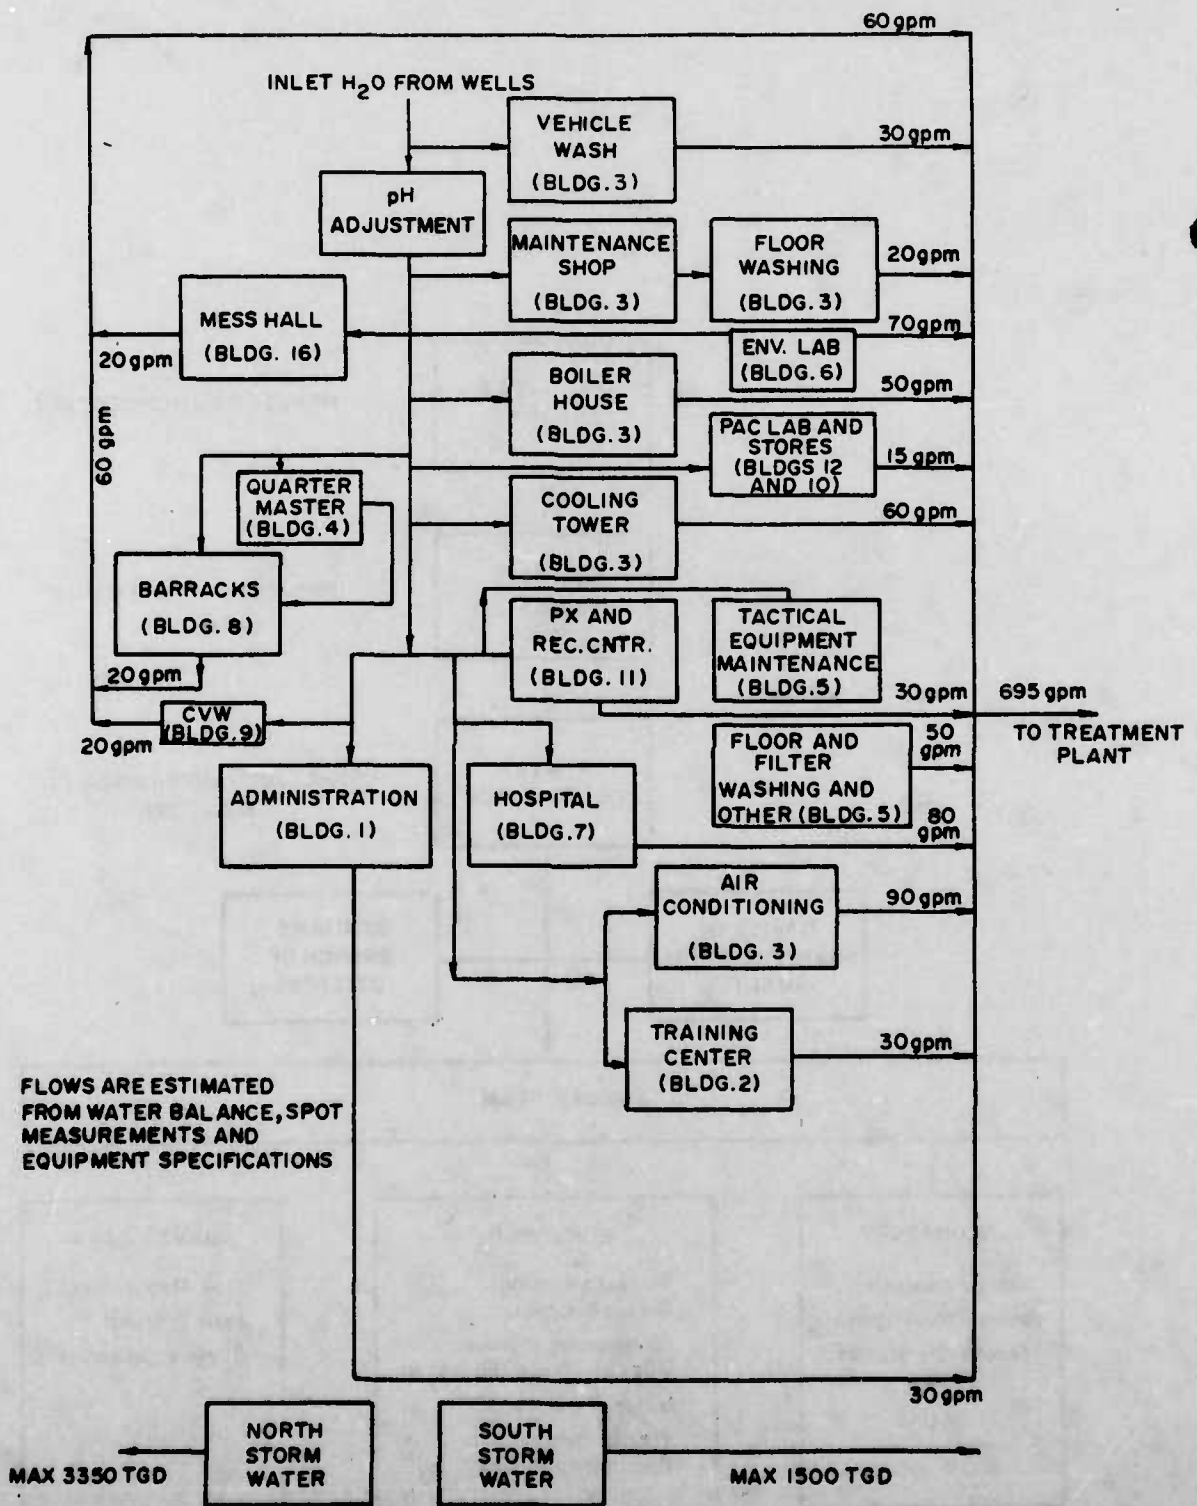 60 gpm
INLET H₂O FROM WELLS
VEHICLE
WASH
(BLDG. 3)
30 gpm
pH
ADJUSTMENT
MAINTENANCE
SHOP
(BLDG. 3)
FLOOR
WASHING
(BLDG. 3)
20 gpm
MESS HALL
(BLDG. 16)
20 gpm
ENV. LAB
(BLDG. 6)
70 gpm
BOILER
HOUSE
(BLDG. 3)
50 gpm
60 gpm
PAC LAB AND
STORES
(BLDGS 12
AND 10)
15 gpm
QUARTER
MASTER
(BLDG. 4)
COOLING
TOWER
(BLDG. 3)
60 gpm
BARRACKS
(BLDG. 8)
20 gpm
PX AND
REC. CNTR.
(BLDG. 11)
TACTICAL
EQUIPMENT
MAINTENANCE
(BLDG. 5)
30 gpm
695 gpm
TO TREATMENT
PLANT
CVW
(BLDG. 9)
20 gpm
FLOOR AND
FILTER
WASHING AND
OTHER (BLDG. 5)
50
gpm
ADMINISTRATION
(BLDG. 1)
HOSPITAL
(BLDG. 7)
80
gpm
AIR
CONDITIONING
(BLDG. 3)
90 gpm
TRAINING
CENTER
(BLDG. 2)
30 gpm
FLOWS ARE ESTIMATED
FROM WATER BALANCE, SPOT
MEASUREMENTS AND
EQUIPMENT SPECIFICATIONS
30 gpm
NORTH
STORM
WATER
MAX 3350 TGD
SOUTH
STORM
WATER
MAX 1500 TGD